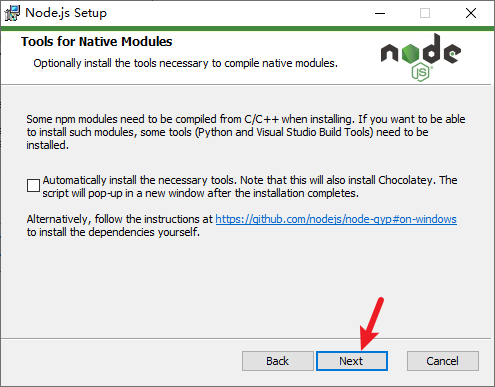 Node.js Setup
Tools for Native Modules
Optionally install the tools necessary to compile native modules.
node
JS
Some npm modules need to be compiled from C/C++ when installing. If you want to be able
to install such modules, some tools (Python and Visual Studio Build Tools) need to be
installed.
Automatically install the necessary tools. Note that this will also install Chocolatey. The
script will pop-up in a new window after the installation completes.
Alternatively, follow the instructions at https://github.com/nodejs/node-gyp#on-windows
to install the dependencies yourself.
Back
Next
Cancel